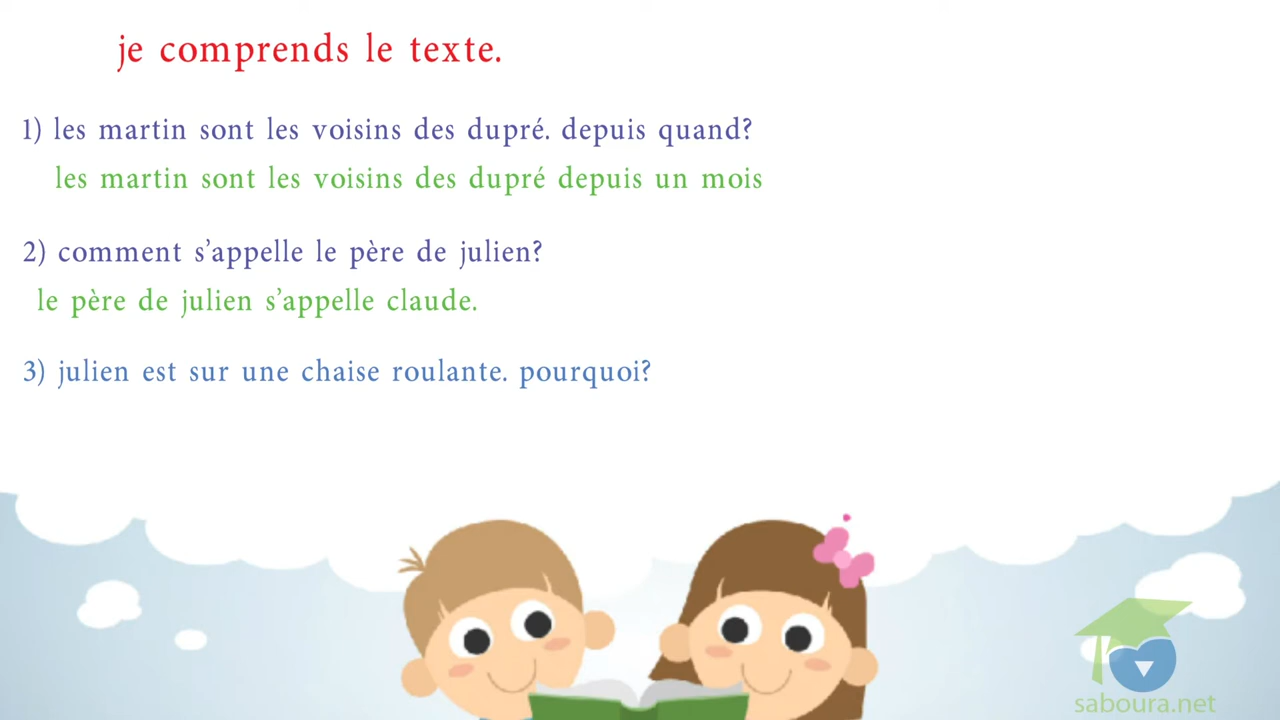 je comprends le texte.
1) les martin sont les voisins des dupré. depuis quand?
les martin sont les voisins des dupré depuis un mois
2) comment s'appelle le père de julien?
le père de julien s'appelle claude.
3) julien est sur une chaise roulante. pourquoi?
saboura.net